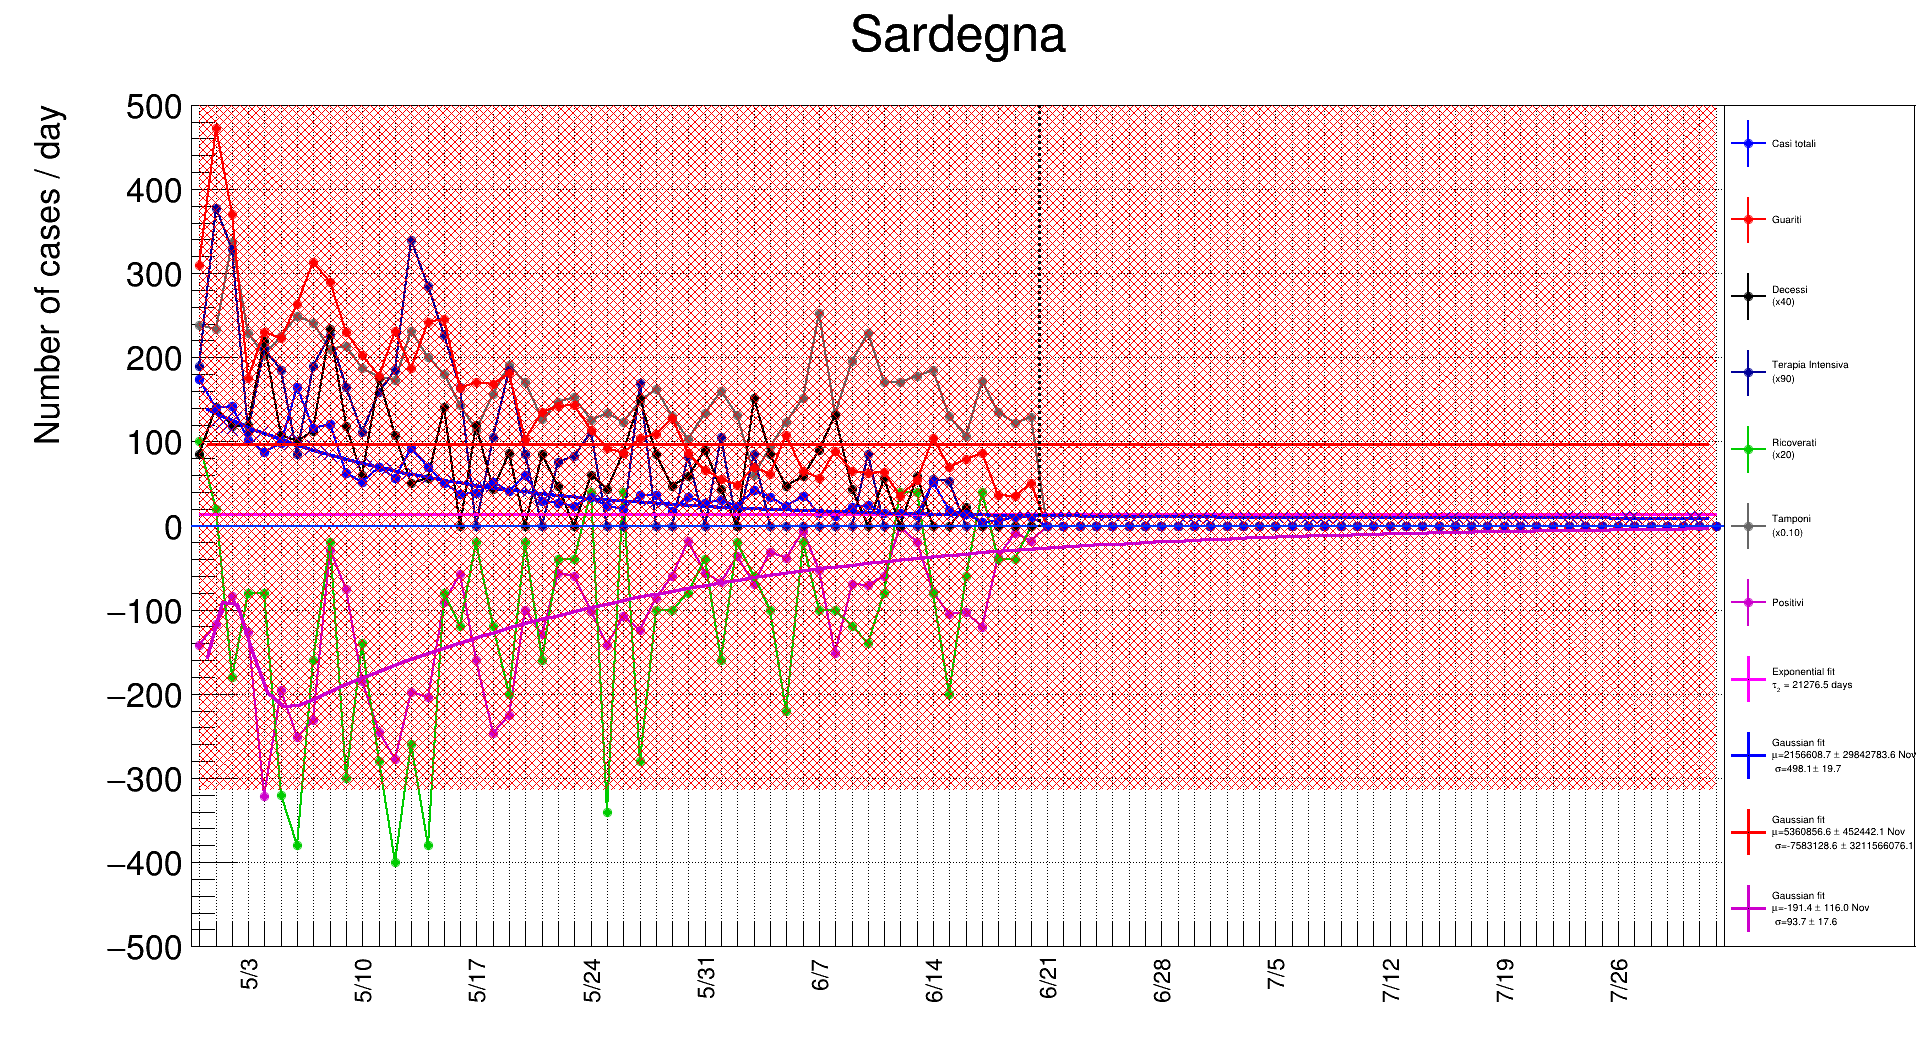 Sardegna
Number of cases / day
500
400
300
200
100
0
−100
−200
−300
−400
−500
5/3
5/10
5/17
5/24
5/31
6/7
6/14
6/21
6/28
7/5
7/12
7/19
7/26
Casi totali
Guariti
Decessi
(x40)
Terapia Intensiva
(x90)
Ricoverati
(x20)
Tamponi
(x0.10)
Positivi
Exponential fit
τ₂ = 21276.5 days
Gaussian fit
μ=2156608.7 ± 29842783.6 Nov
σ=498.1± 19.7
Gaussian fit
μ=5360856.6 ± 452442.1 Nov
σ=-7583128.6 ± 3211566076.1
Gaussian fit
μ=-191.4 ± 116.0 Nov
σ=93.7 ± 17.6